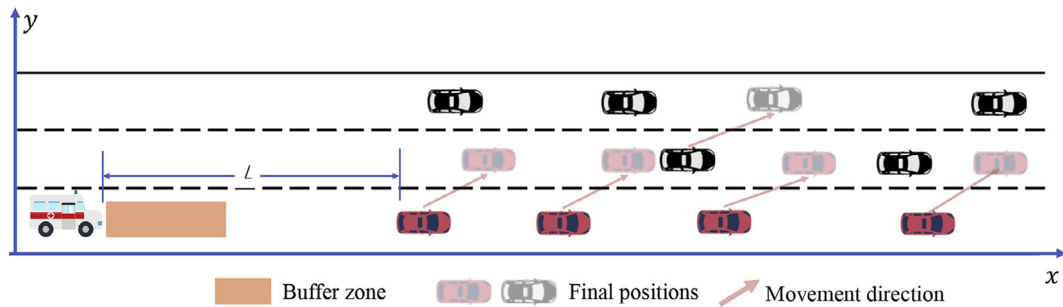 y
L
x
Buffer zone
Final positions
Movement direction